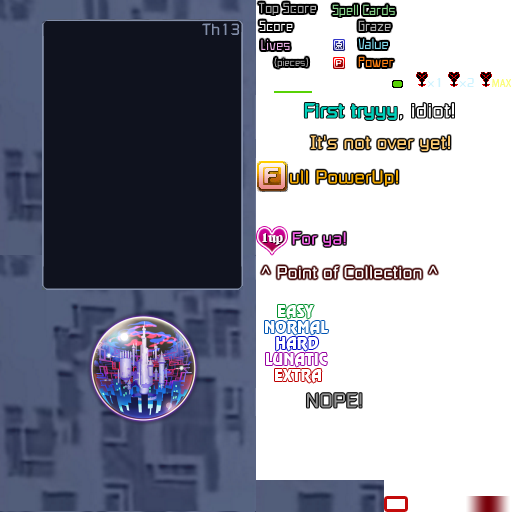 Th13
Top Score
Spell Cards
Score
Graze
Lives
Value
(pieces)
P Power
×1 ×2 MAX
First tryyy, idiot!
It's not over yet!
Full PowerUp!
1up For ya!
^ Point of Collection ^
EASY
NORMAL
HARD
LUNATIC
EXTRA
NOPE!